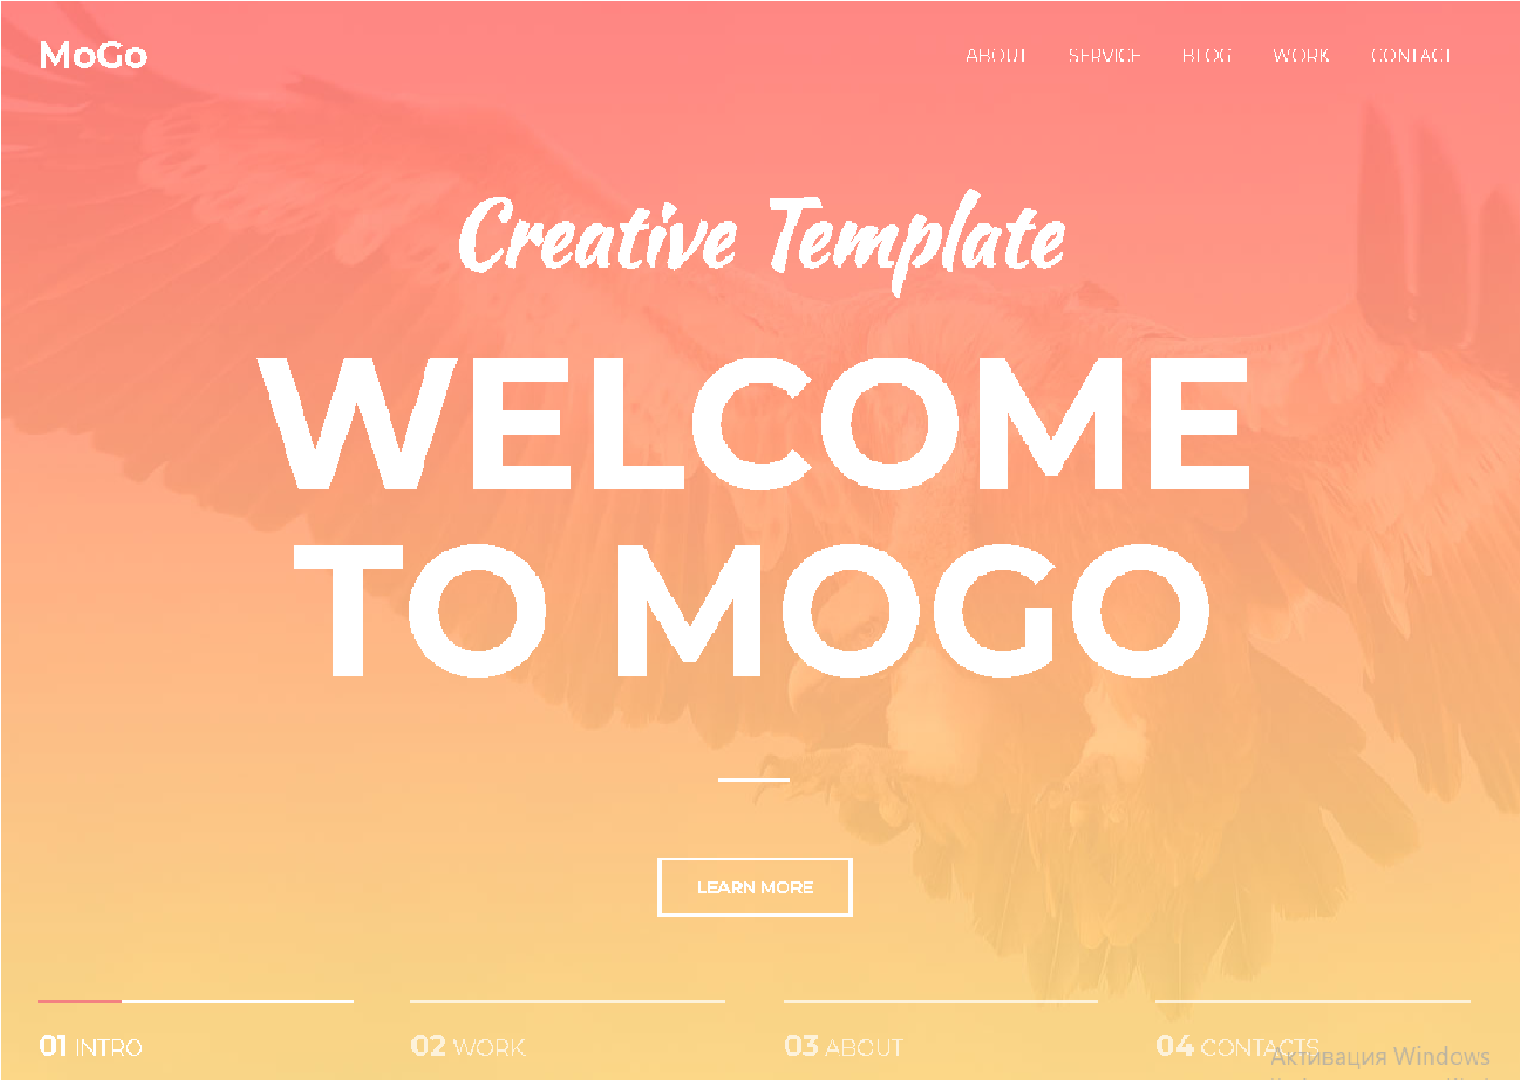 MoGo
ABOUT SERVICE BLOG WORK CONTACT
Creative Template
WELCOME
TO MOGO
LEARN MORE
01 INTRO 02 WORK 03 ABOUT 04 CONTACTS
Активация Windows